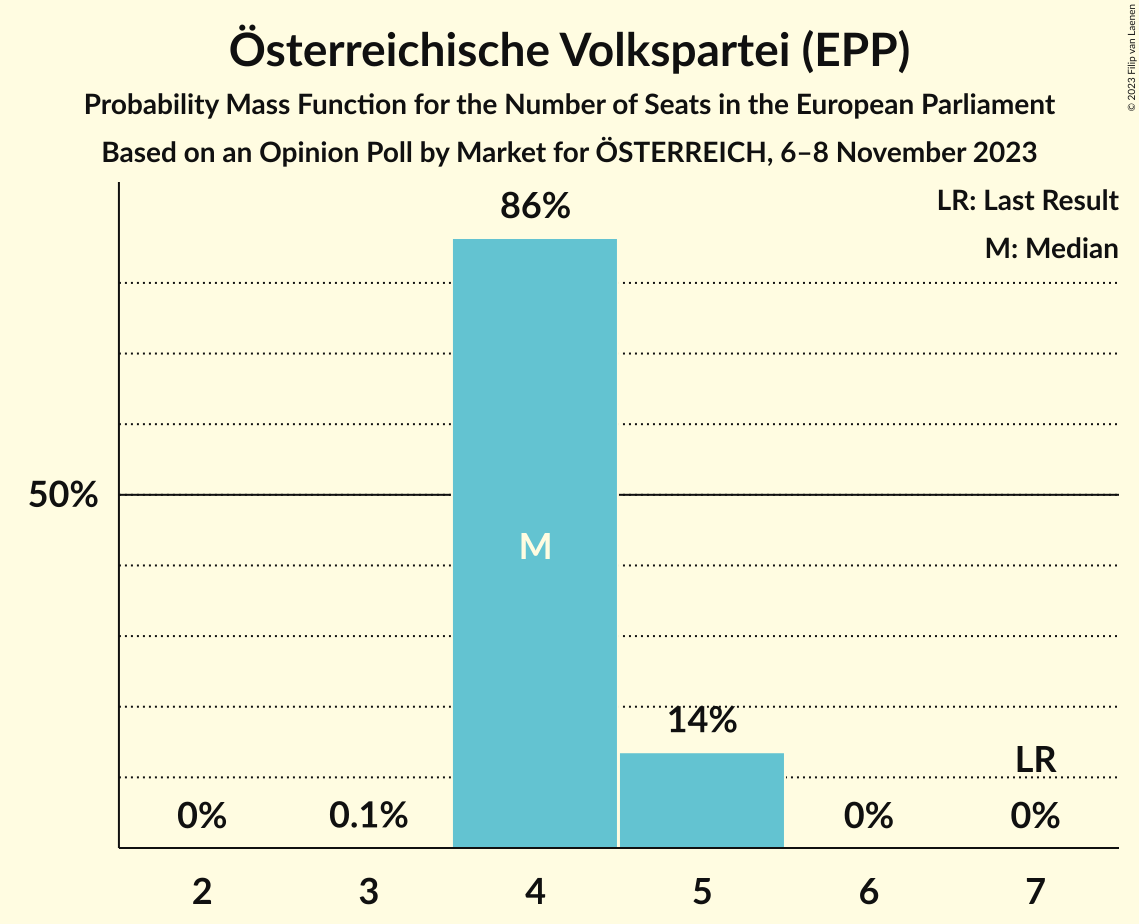 Österreichische Volkspartei (EPP)
Probability Mass Function for the Number of Seats in the European Parliament
Based on an Opinion Poll by Market for ÖSTERREICH, 6–8 November 2023
© 2023 Filip van Laenen
LR: Last Result
M: Median
86%
50%
M
14%
LR
0%
0.1%
0%
0%
2
3
4
5
6
7